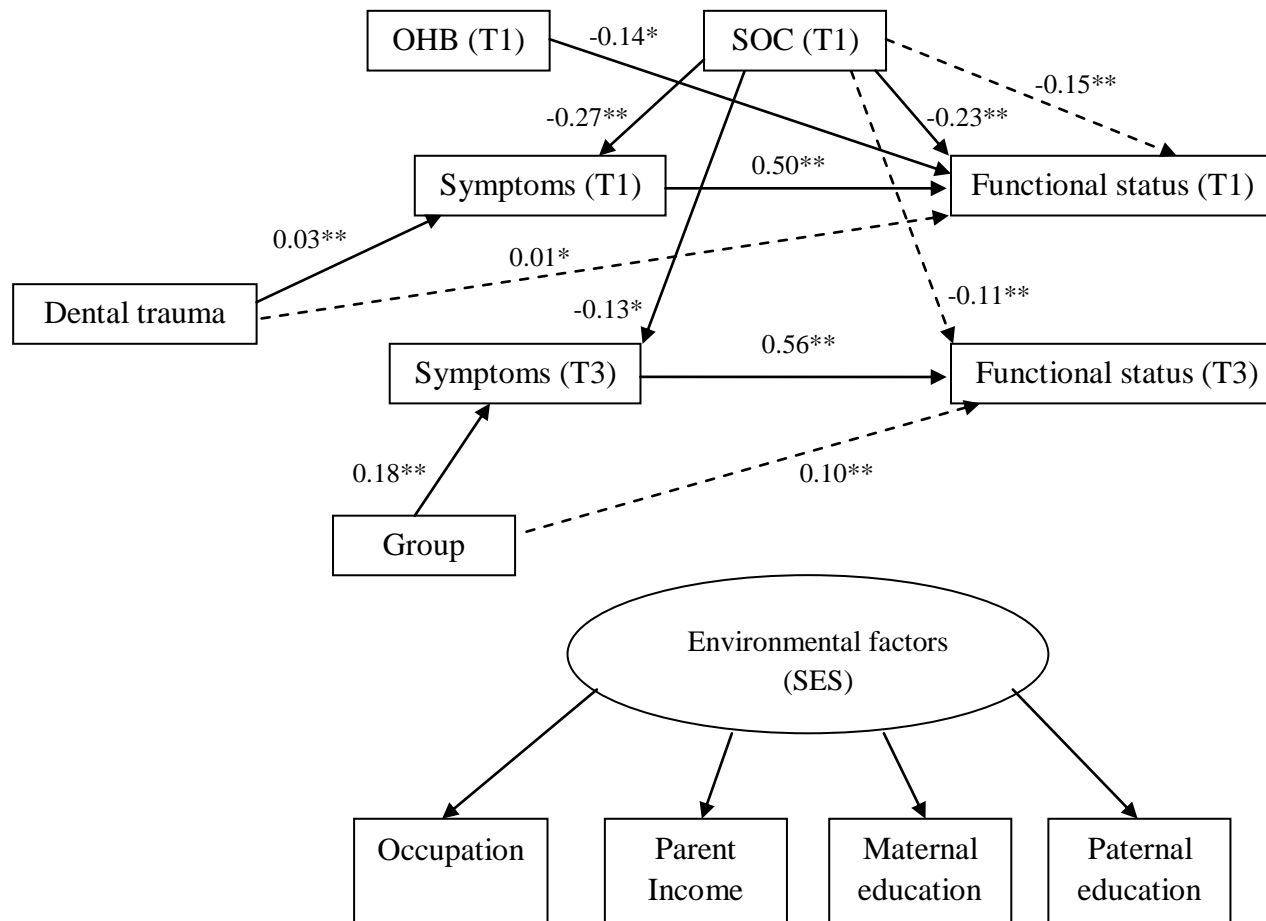 OHB (T1)
-0.14*
SOC (T1)
-0.15**
-0.27**
-0.23**
Symptoms (T1)
0.50**
Functional status (T1)
0.03**
0.01*
Dental trauma
-0.13*
-0.11**
0.56**
Symptoms (T3)
Functional status (T3)
0.18**
0.10**
Group
Environmental factors
(SES)
Occupation
Parent
Income
Maternal
education
Paternal
education